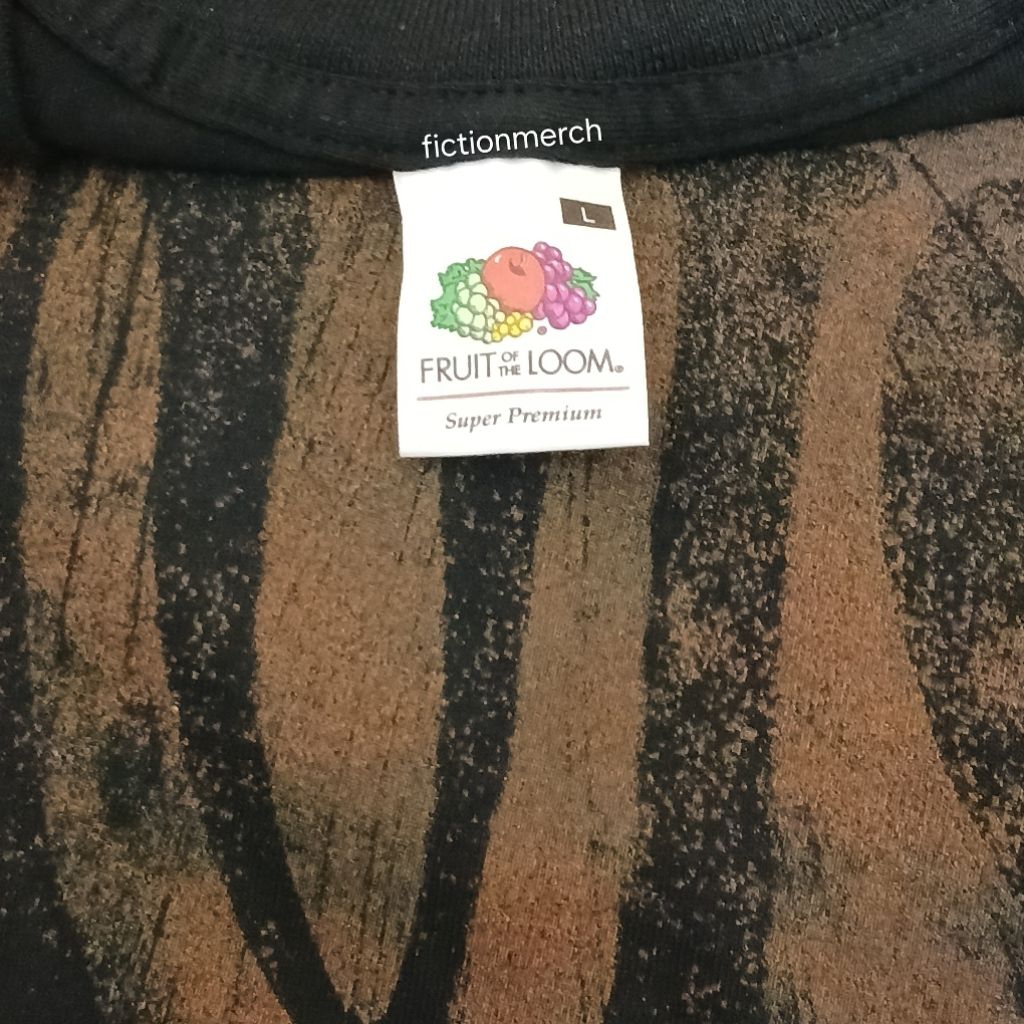 fictionmerch
L
FRUIT OF THE LOOM®
Super Premium